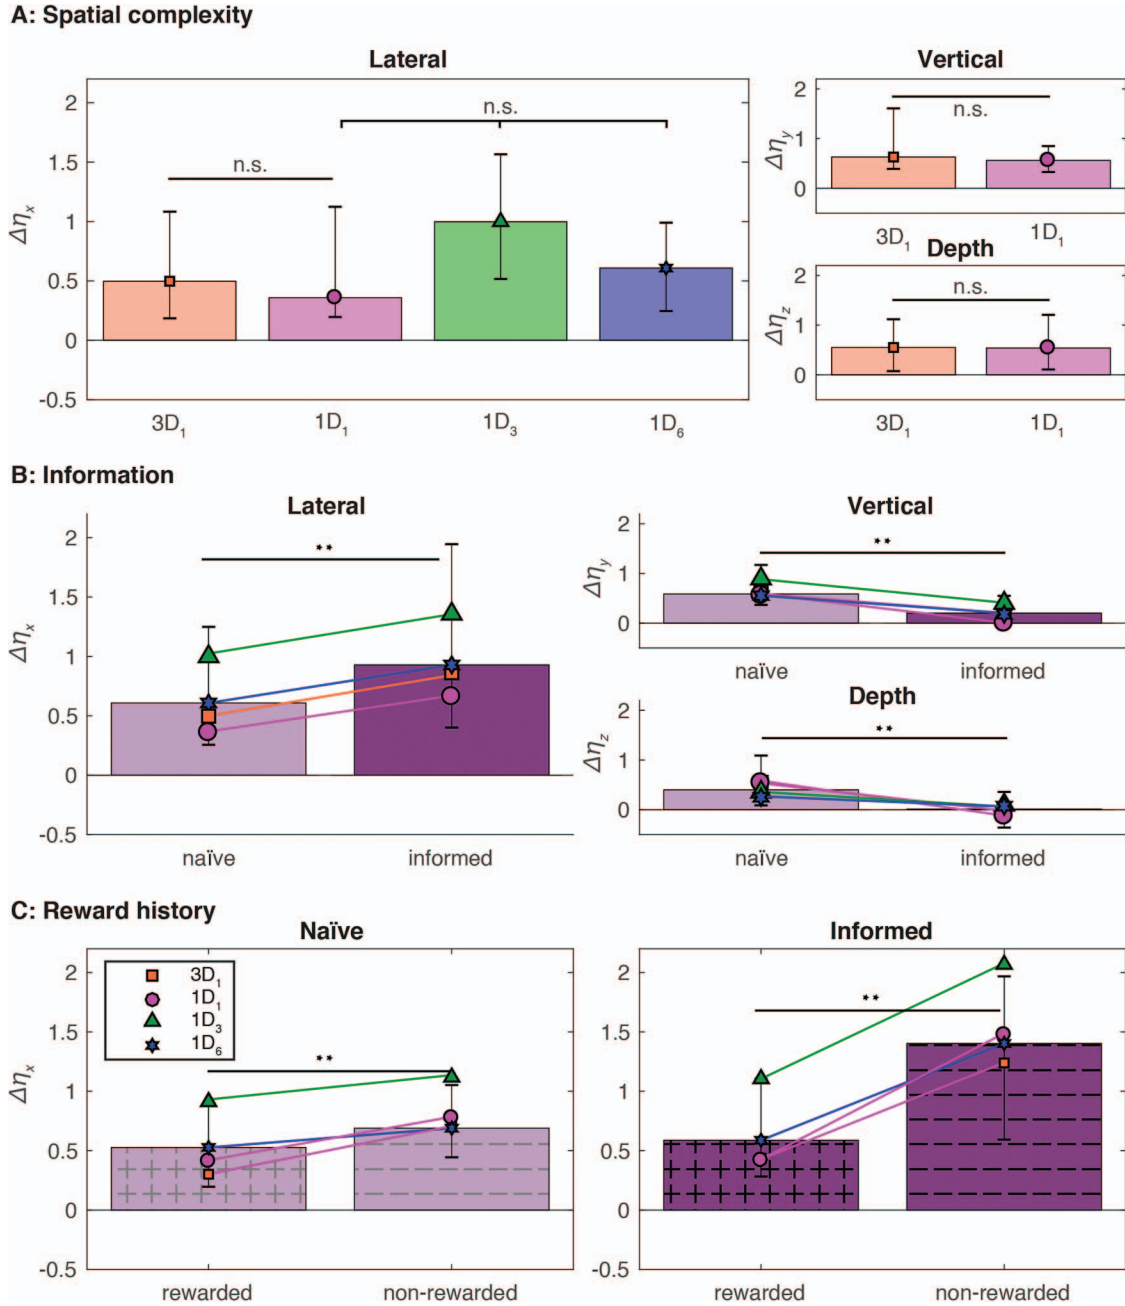 A: Spatial complexity
Lateral
2
1.5
1
0.5
0
-0.5
Δηx
n.s.
n.s.
3D1
1D1
1D3
1D6
Vertical
2
1
0
Δηy
n.s.
3D1
1D1
Depth
2
1
0
Δηz
n.s.
3D1
1D1
B: Information
Lateral
2
1.5
1
0.5
0
-0.5
Δηx
**
naïve
informed
Vertical
2
1
0
Δηy
**
naïve
informed
Depth
2
1
0
Δηz
**
naïve
informed
C: Reward history
Naïve
2
1.5
1
0.5
0
-0.5
Δηx
3D1
1D1
1D3
1D6
**
rewarded
non-rewarded
Informed
2
1.5
1
0.5
0
-0.5
**
rewarded
non-rewarded